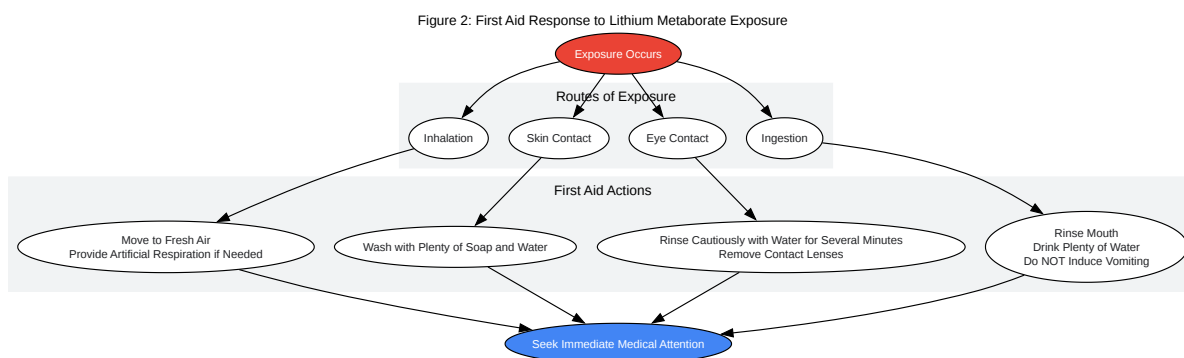 Figure 2: First Aid Response to Lithium Metaborate Exposure
Exposure Occurs
Routes of Exposure
Inhalation
Skin Contact
Eye Contact
Ingestion
First Aid Actions
Move to Fresh Air
Provide Artificial Respiration if Needed
Wash with Plenty of Soap and Water
Rinse Cautiously with Water for Several Minutes
Remove Contact Lenses
Rinse Mouth
Drink Plenty of Water
Do NOT Induce Vomiting
Seek Immediate Medical Attention